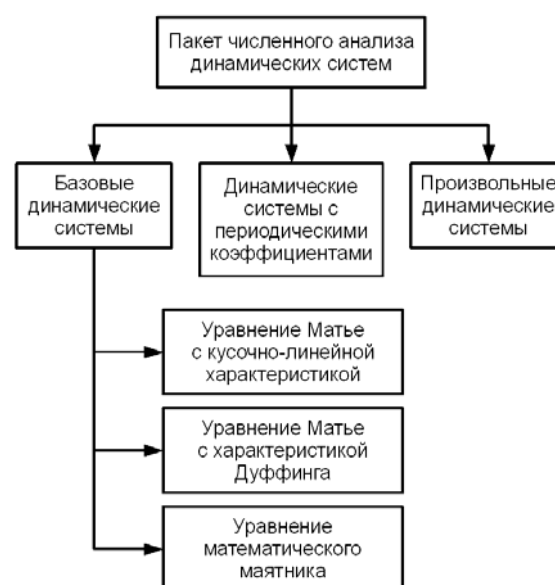 Пакет численного анализа
динамических систем
Базовые
динамические
системы
Динамические
системы с
периодическими
коэффициентами
Произвольные
динамические
системы
Уравнение Матье
с кусочно-линейной
характеристикой
Уравнение Матье
с характеристикой
Дуффинга
Уравнение
математического
маятника